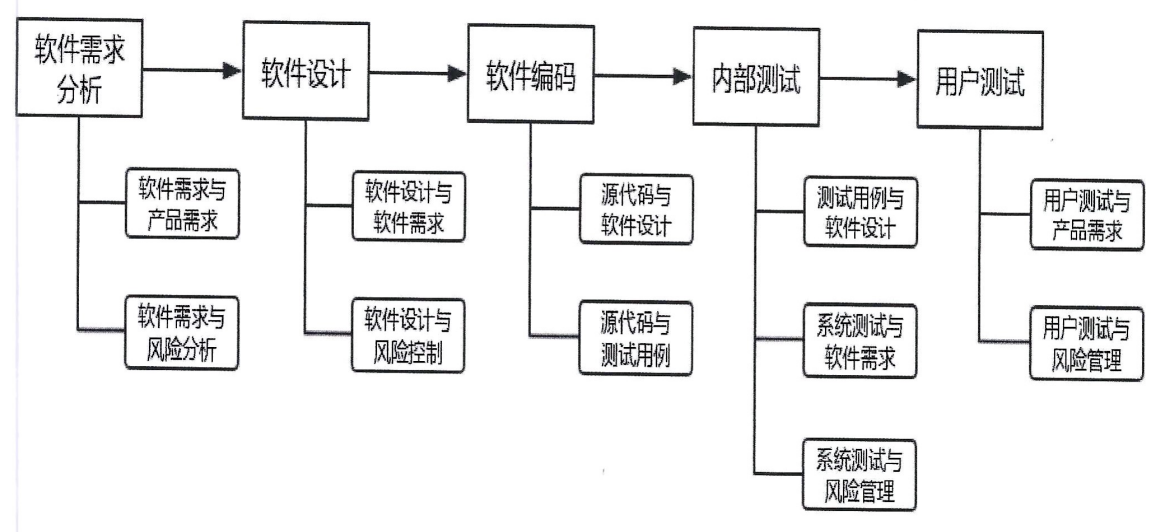 软件需求
分析
软件设计
软件编码
内部测试
用户测试
软件需求与
产品需求
软件需求与
风险分析
软件设计与
软件需求
软件设计与
风险控制
源代码与
软件设计
源代码与
测试用例
测试用例与
软件设计
系统测试与
软件需求
系统测试与
风险管理
用户测试与
产品需求
用户测试与
风险管理